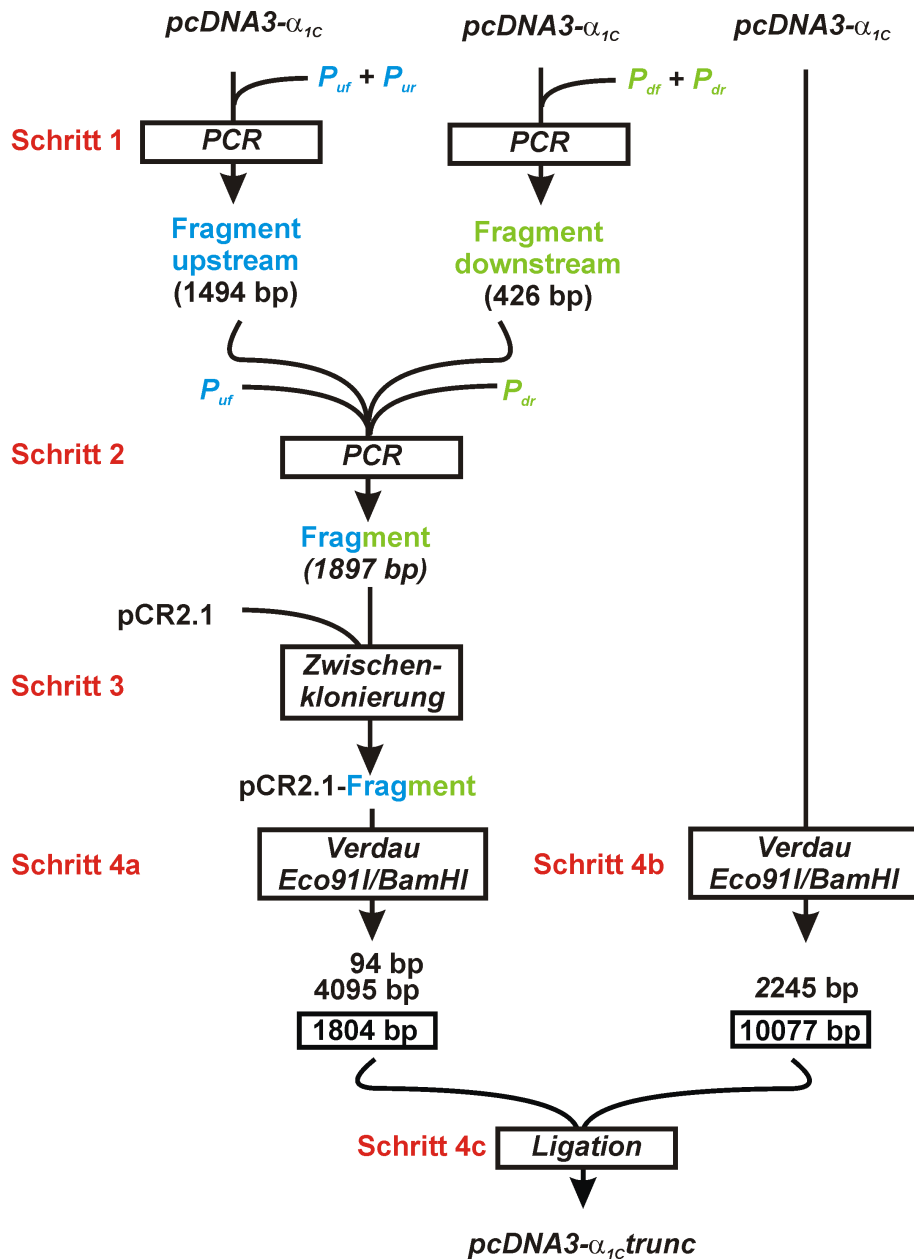 pcDNA3-α1C
pcDNA3-α1C
pcDNA3-α1C
Puf + Pur
Pdf + Pdr
Schritt 1
PCR
PCR
Fragment
upstream
(1494 bp)
Fragment
downstream
(426 bp)
Puf
Pdr
Schritt 2
PCR
Fragment
(1897 bp)
pCR2.1
Schritt 3
Zwischen-
klonierung
pCR2.1-Fragment
Schritt 4a
Verdau
Eco91I/BamHI
Schritt 4b
Verdau
Eco91I/BamHI
94 bp
4095 bp
1804 bp
2245 bp
10077 bp
Schritt 4c
Ligation
pcDNA3-α1Ctrunc